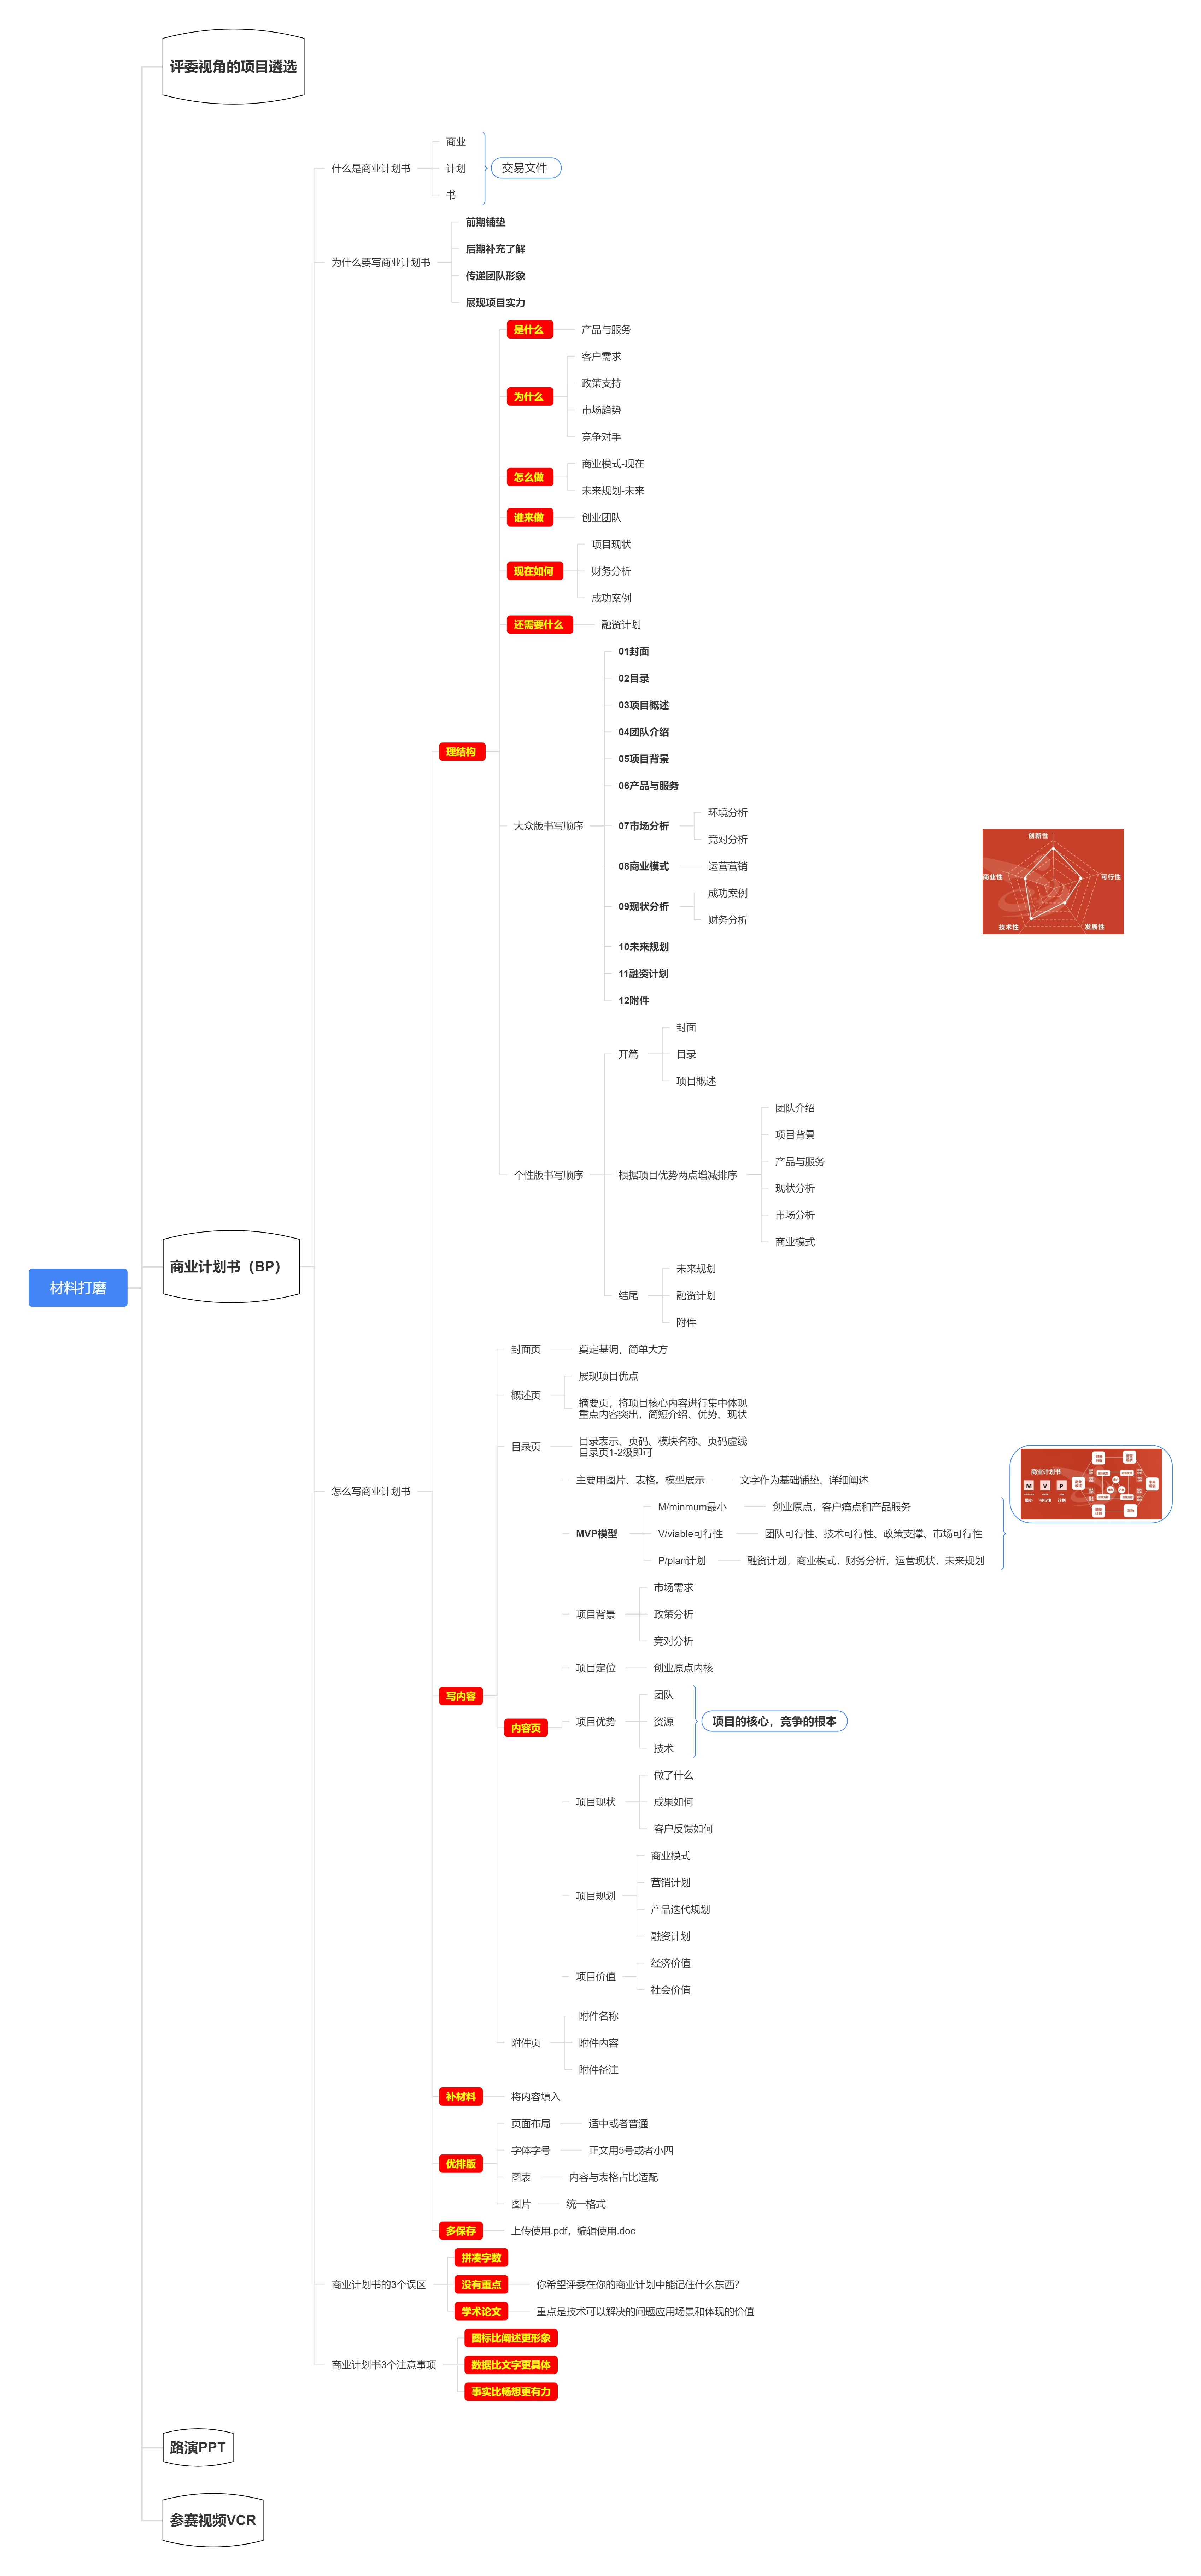 评委视角的项目遴选
什么是商业计划书
商业
计划
书
交易文件
为什么要写商业计划书
前期铺垫
后期补充了解
传递团队形象
展现项目实力
是什么
产品与服务
为什么
客户需求
政策支持
市场趋势
竞争对手
怎么做
商业模式-现在
未来规划-未来
谁来做
创业团队
现在如何
项目现状
财务分析
成功案例
还需要什么
融资计划
理结构
大众版书写顺序
01封面
02目录
03项目概述
04团队介绍
05项目背景
06产品与服务
07市场分析
环境分析
竞对分析
08商业模式
运营营销
09现状分析
成功案例
财务分析
10未来规划
11融资计划
12附件
创新性
商业性
可行性
技术性
发展性
个性版书写顺序
开篇
封面
目录
项目概述
根据项目优势两点增减排序
团队介绍
项目背景
产品与服务
现状分析
市场分析
商业模式
结尾
未来规划
融资计划
附件
材料打磨
商业计划书（BP）
怎么写商业计划书
写内容
封面页
奠定基调，简单大方
概述页
展现项目优点
摘要页，将项目核心内容进行集中体现
重点内容突出，简短介绍、优势、现状
目录页
目录表示、页码、模块名称、页码虚线
目录页1-2级即可
内容页
主要用图片、表格。模型展示
文字作为基础铺垫、详细阐述
MVP模型
M/minmum最小
创业原点，客户痛点和产品服务
V/viable可行性
团队可行性、技术可行性、政策支撑、市场可行性
P/plan计划
融资计划，商业模式，财务分析，运营现状，未来规划
商业计划书
M V P
最小 可行性 计划
项目背景
市场需求
政策分析
竞对分析
项目定位
创业原点内核
项目优势
团队
资源
技术
项目的核心，竞争的根本
项目现状
做了什么
成果如何
客户反馈如何
项目规划
商业模式
营销计划
产品迭代规划
融资计划
项目价值
经济价值
社会价值
附件页
附件名称
附件内容
附件备注
补材料
将内容填入
优排版
页面布局
适中或者普通
字体字号
正文用5号或者小四
图表
内容与表格占比适配
图片
统一格式
多保存
上传使用.pdf，编辑使用.doc
商业计划书的3个误区
拼凑字数
没有重点
你希望评委在你的商业计划中能记住什么东西？
学术论文
重点是技术可以解决的问题应用场景和体现的价值
商业计划书3个注意事项
图标比阐述更形象
数据比文字更具体
事实比畅想更有力
路演PPT
参赛视频VCR